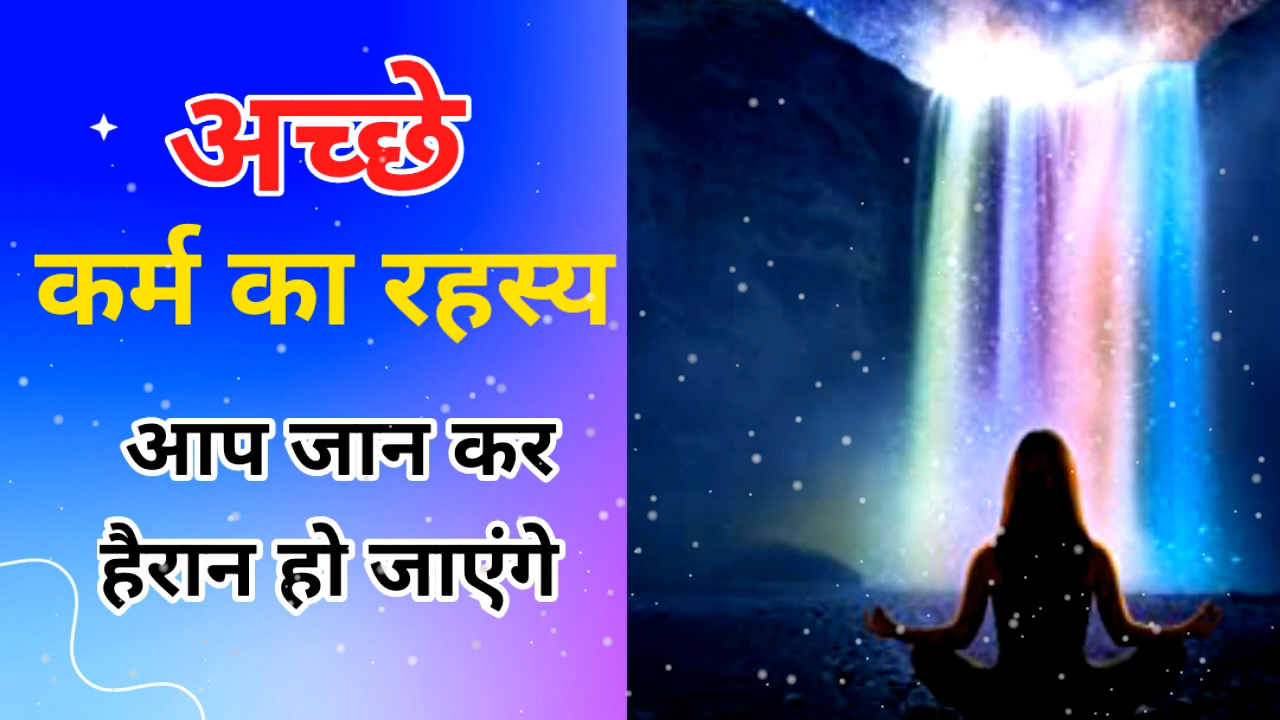 अच्छे
कर्म का रहस्य
आप जान कर
हैरान हो जाएंगे